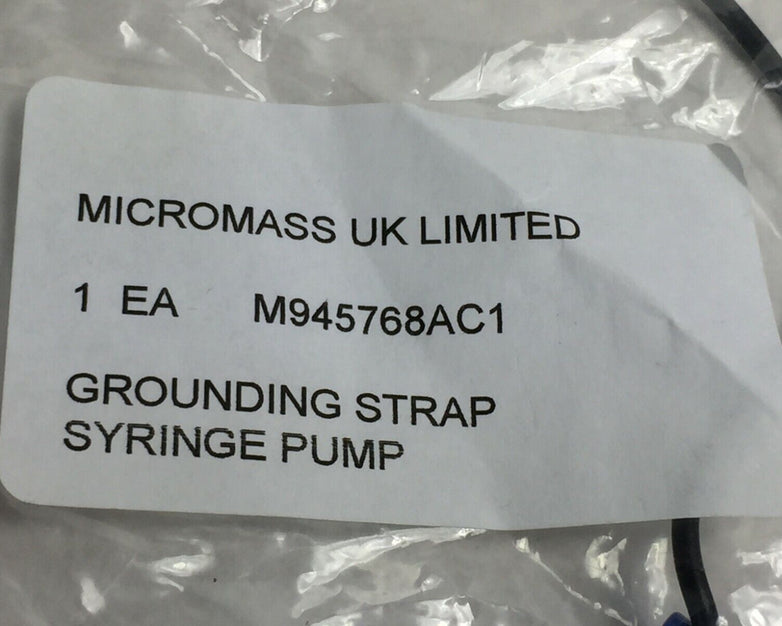 MICROMASS UK LIMITED
1 EA M945768AC1
GROUNDING STRAP
SYRINGE PUMP